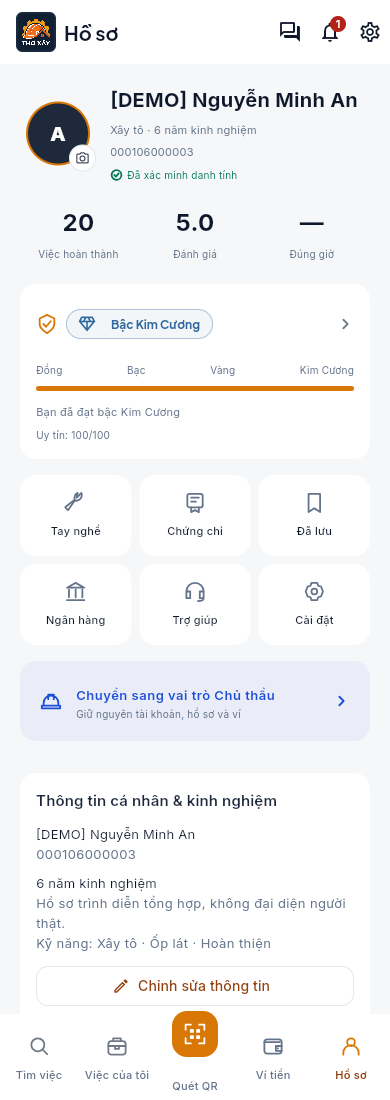 THỢ XÂY
Hồ sơ
1
[DEMO] Nguyễn Minh An
A
Xây tô · 6 năm kinh nghiệm
000106000003
Đã xác minh danh tính
20 5.0 —
Việc hoàn thành Đánh giá Đúng giờ
Bậc Kim Cương
Đồng Bạc Vàng Kim Cương
Bạn đã đạt bậc Kim Cương
Uy tín: 100/100
Tay nghề Chứng chỉ Đã lưu
Ngân hàng Trợ giúp Cài đặt
Chuyển sang vai trò Chủ thầu
Giữ nguyên tài khoản, hồ sơ và ví
Thông tin cá nhân & kinh nghiệm
[DEMO] Nguyễn Minh An
000106000003
6 năm kinh nghiệm
Hồ sơ trình diễn tổng hợp, không đại diện người
thật.
Kỹ năng: Xây tô · Ốp lát · Hoàn thiện
Chỉnh sửa thông tin
Tìm việc Việc của tôi Quét QR Ví tiền Hồ sơ